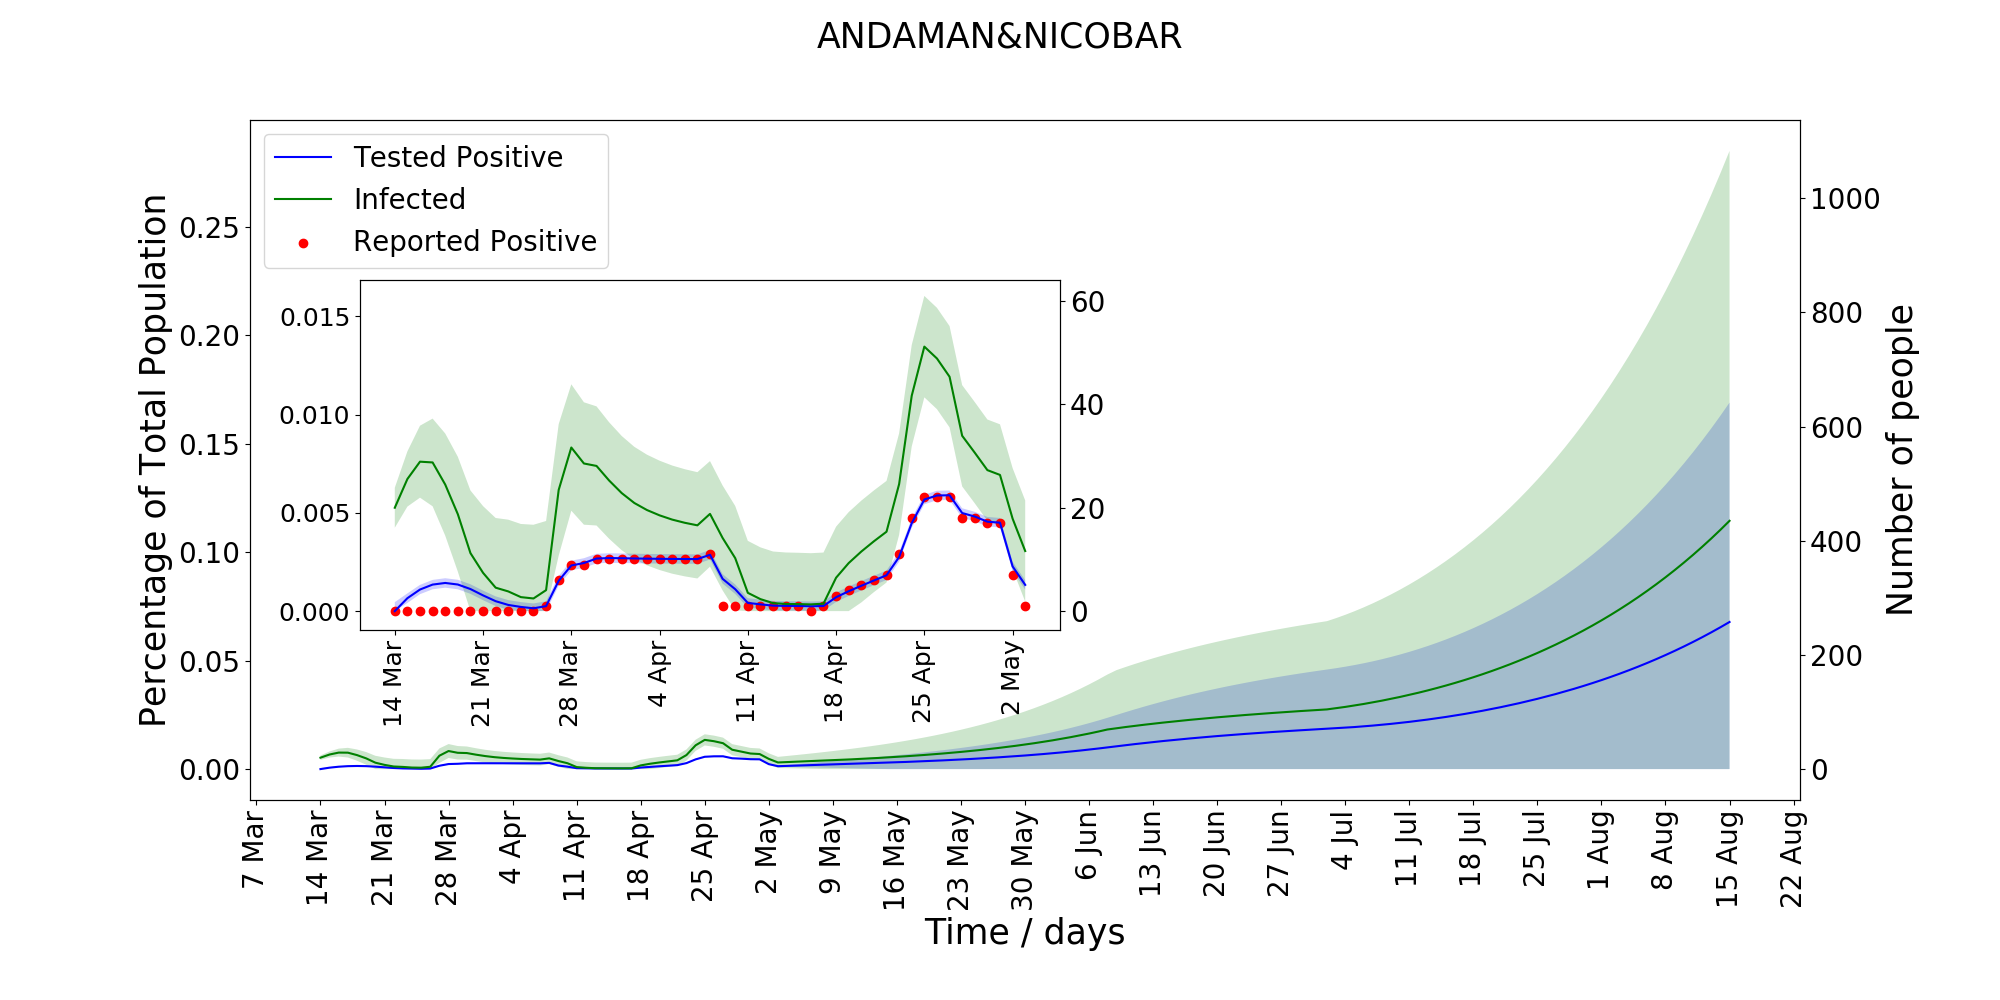 ANDAMAN&NICOBAR
Tested Positive
Infected
Reported Positive
Percentage of Total Population
0.25
0.20
0.15
0.10
0.05
0.00
0.015
0.010
0.005
0.000
60
40
20
0
14 Mar
21 Mar
28 Mar
4 Apr
11 Apr
18 Apr
25 Apr
2 May
1000
800
600
400
200
0
Number of people
7 Mar
14 Mar
21 Mar
28 Mar
4 Apr
11 Apr
18 Apr
25 Apr
2 May
9 May
16 May
23 May
30 May
6 Jun
13 Jun
20 Jun
27 Jun
4 Jul
11 Jul
18 Jul
25 Jul
1 Aug
8 Aug
15 Aug
22 Aug
Time / days